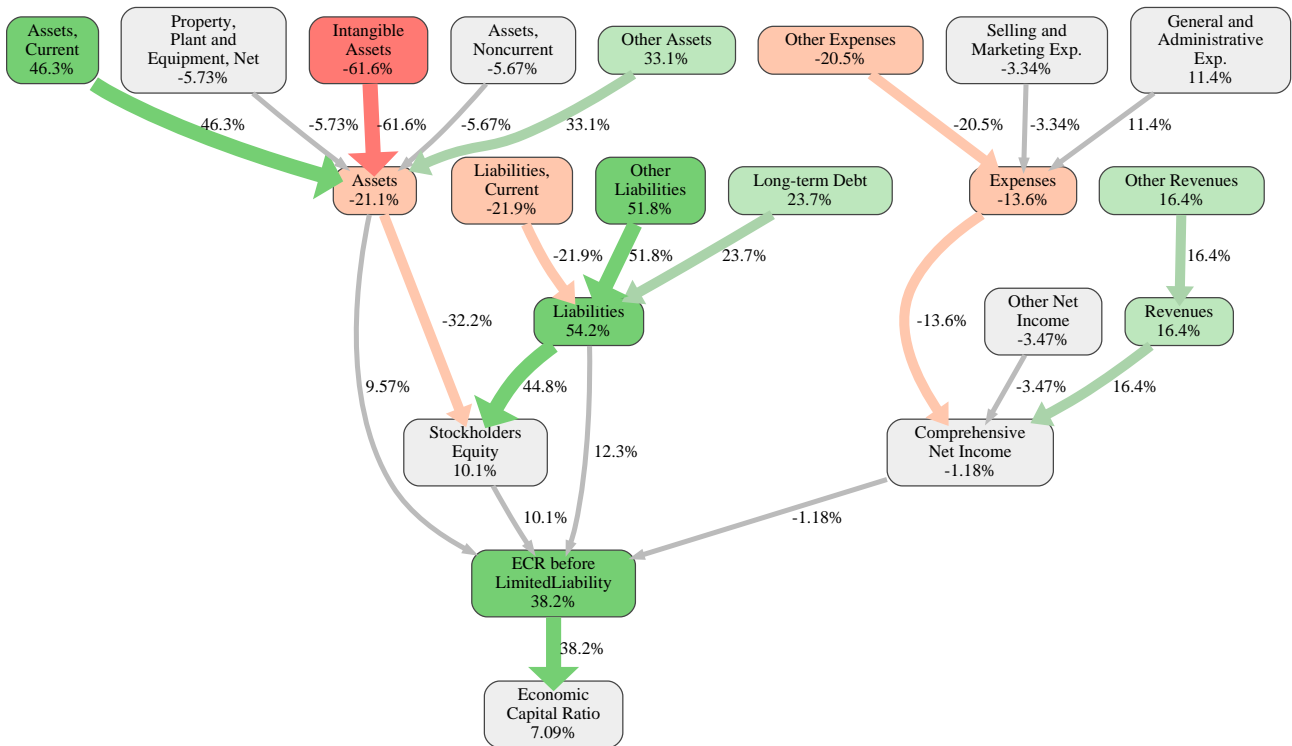 Assets,
Current
46.3%
Property,
Plant and
Equipment, Net
-5.73%
Intangible
Assets
-61.6%
Assets,
Noncurrent
-5.67%
Other Assets
33.1%
Other Expenses
-20.5%
Selling and
Marketing Exp.
-3.34%
General and
Administrative
Exp.
11.4%
46.3%
-5.73%
-61.6%
-5.67%
33.1%
-20.5%
-3.34%
11.4%
Assets
-21.1%
Liabilities,
Current
-21.9%
Other
Liabilities
51.8%
Long-term Debt
23.7%
Expenses
-13.6%
Other Revenues
16.4%
-21.9%
51.8%
23.7%
16.4%
Liabilities
54.2%
Other Net
Income
-3.47%
Revenues
16.4%
-32.2%
-13.6%
9.57%
44.8%
-3.47%
16.4%
Stockholders
Equity
10.1%
12.3%
Comprehensive
Net Income
-1.18%
10.1%
-1.18%
ECR before
LimitedLiability
38.2%
38.2%
Economic
Capital Ratio
7.09%